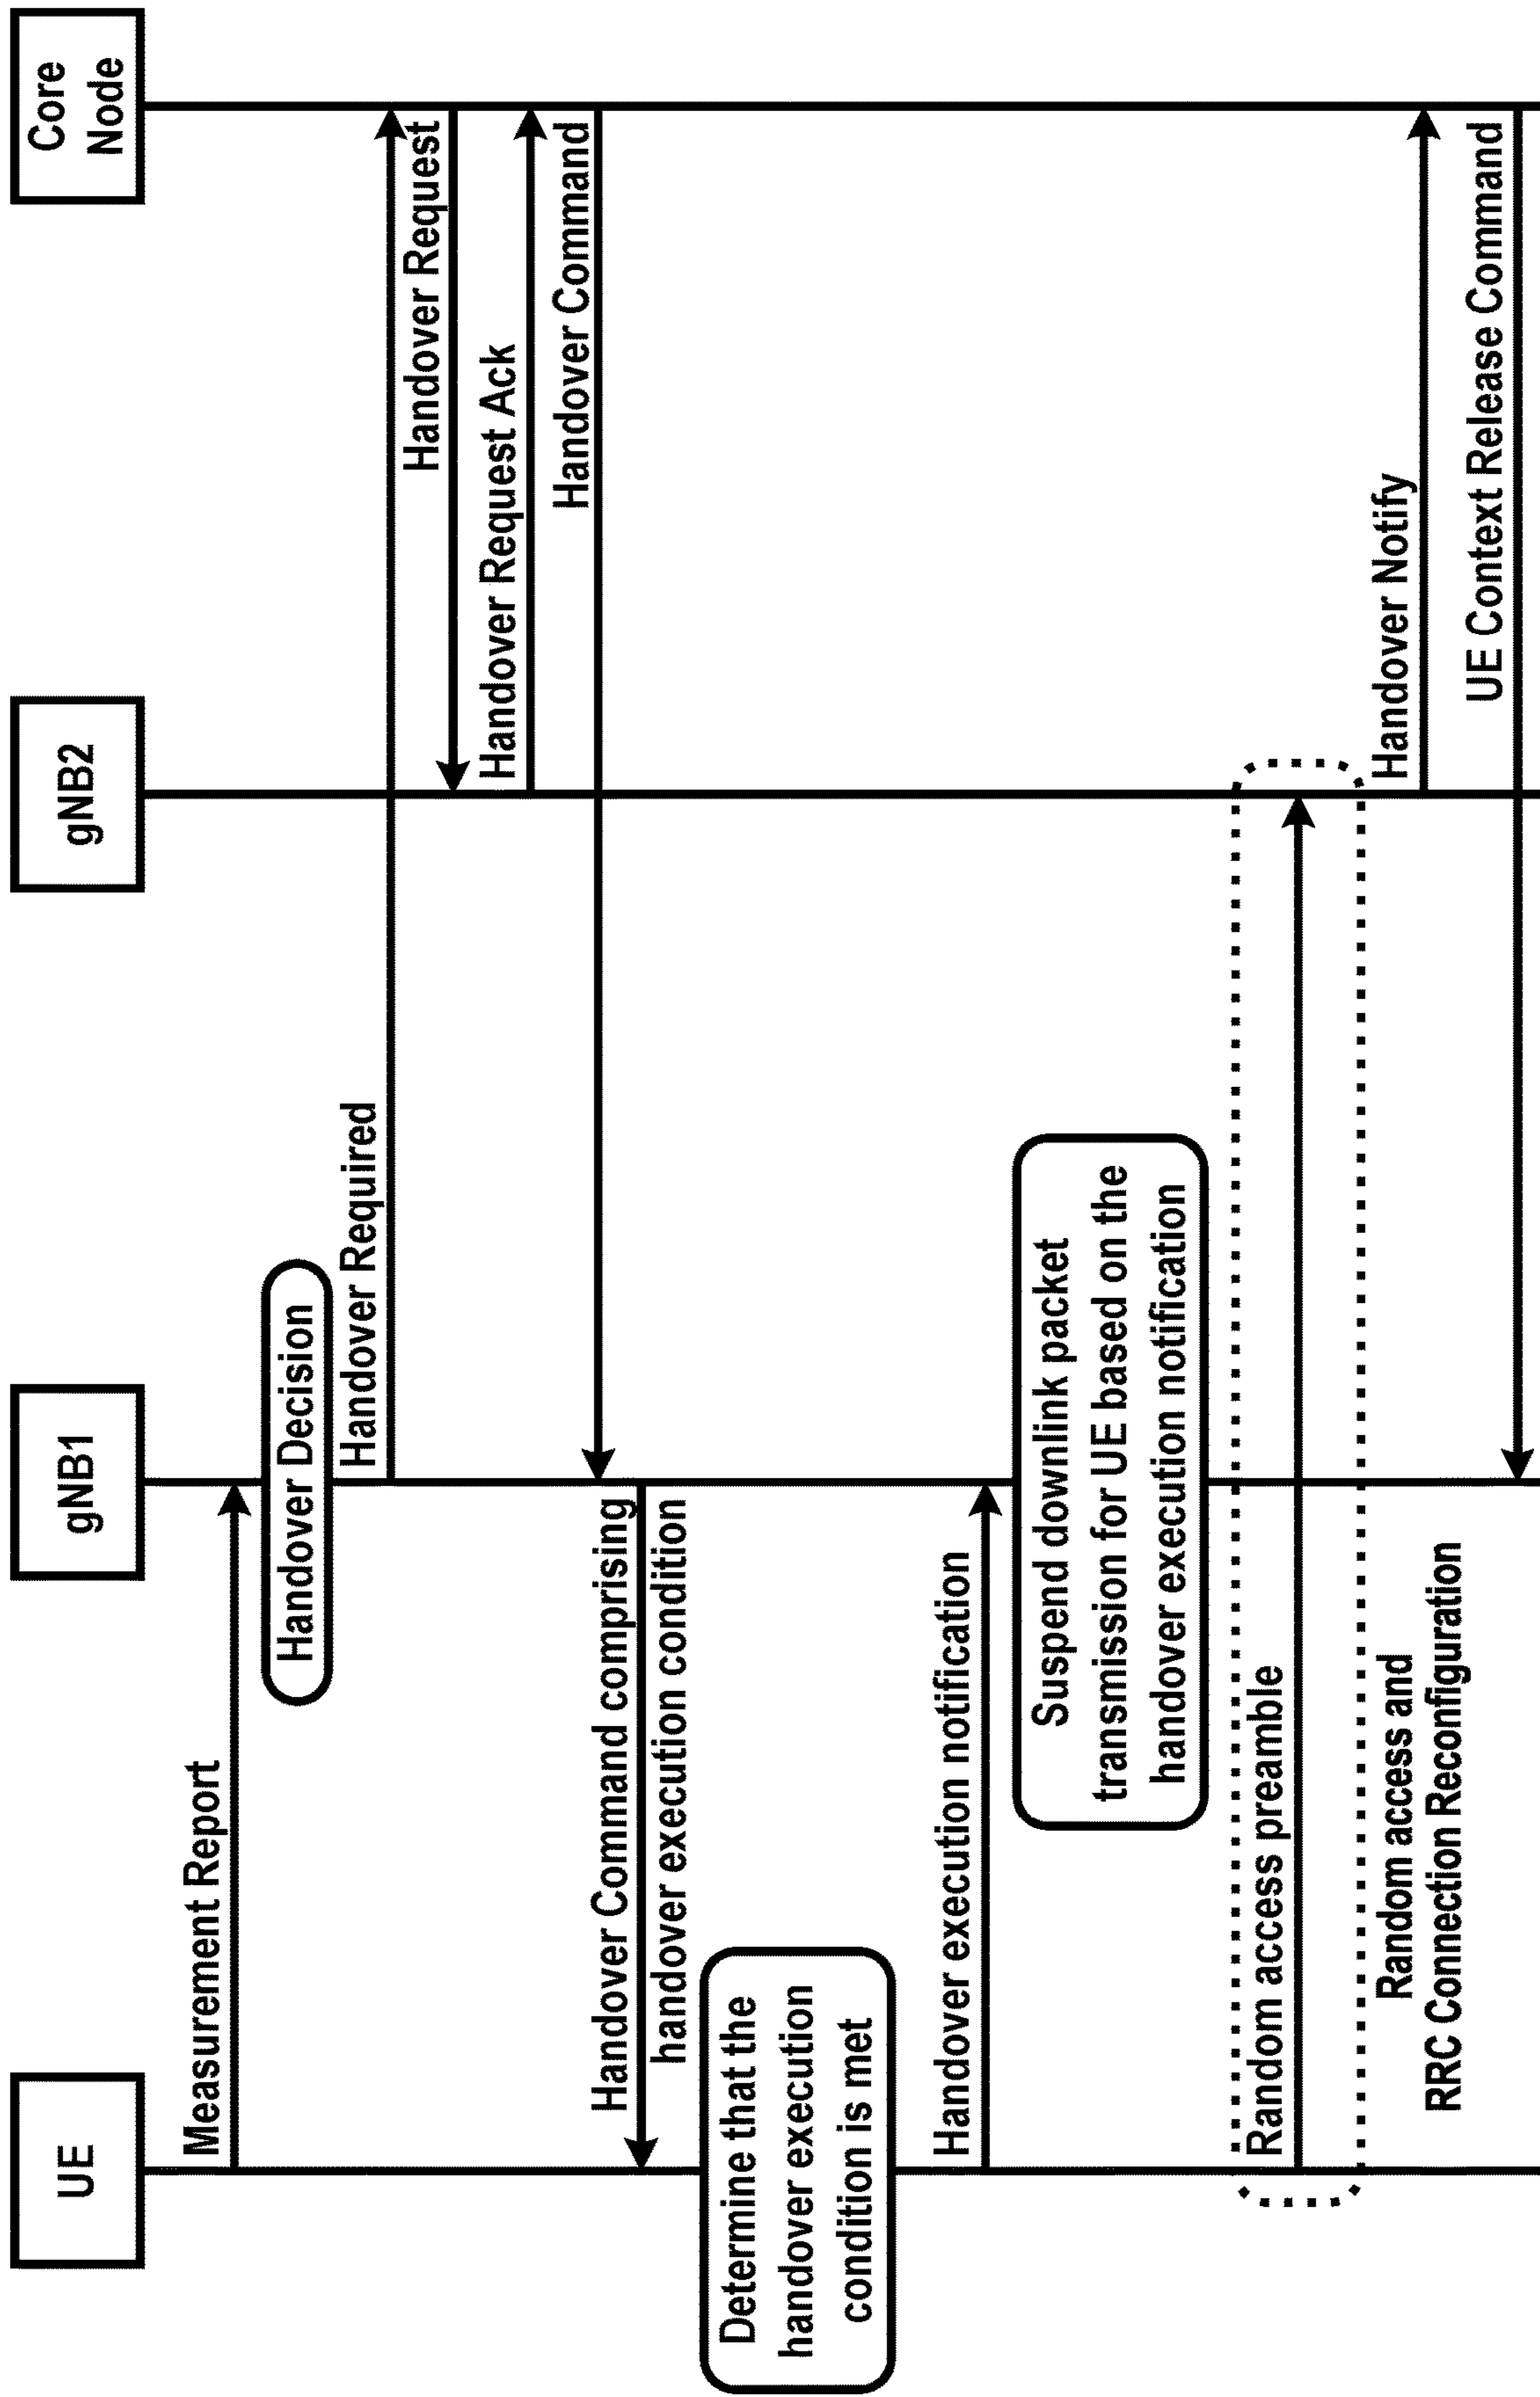 UE
gNB1
gNB2
Core
Node
Measurement Report
Handover Decision
Handover Required
Handover Request
Handover Request Ack
Handover Command
Handover Command comprising
handover execution condition
Determine that the
handover execution
condition is met
Handover execution notification
Suspend downlink packet
transmission for UE based on the
handover execution notification
Random access preamble
Random access and
RRC Connection Reconfiguration
Handover Notify
UE Context Release Command